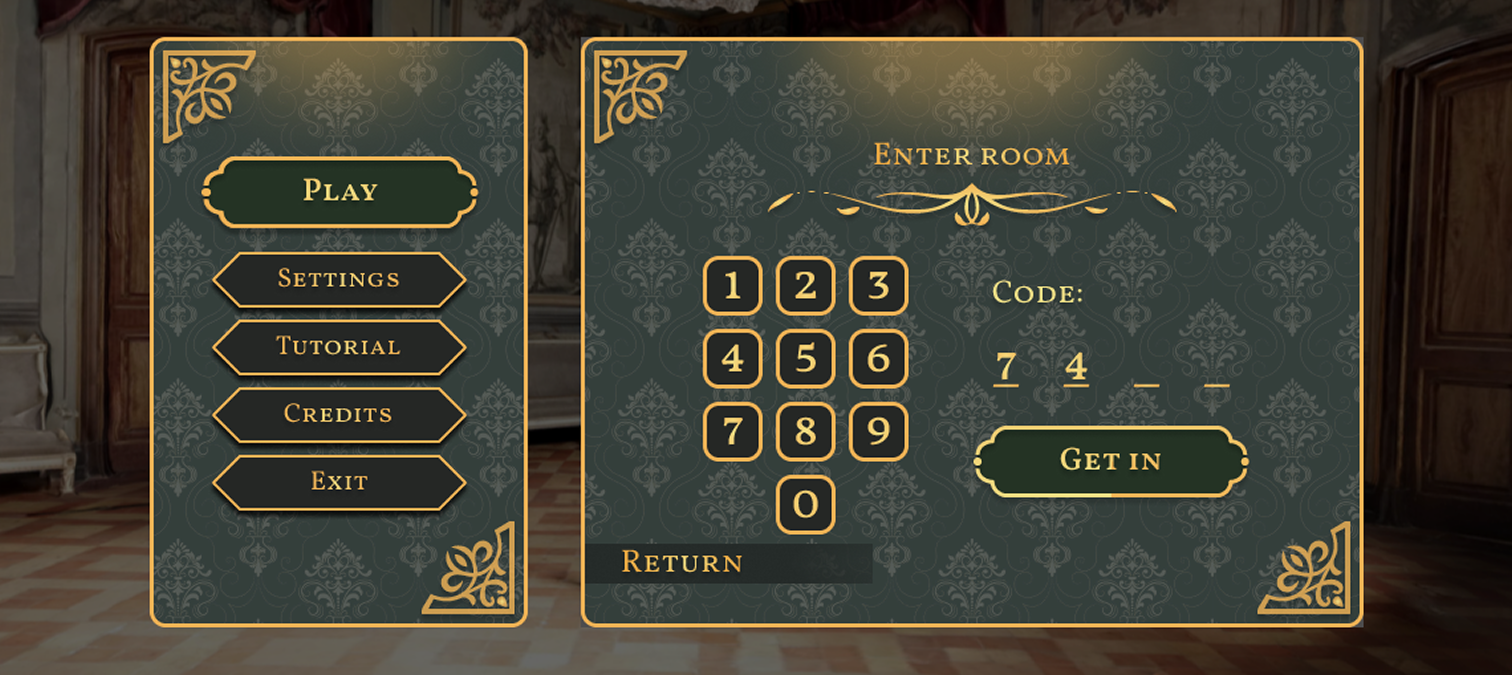 Play
Settings
Tutorial
Credits
Exit
Enter room
1 2 3
4 5 6
7 8 9
0
Code:
7 4 _ _
Get in
Return